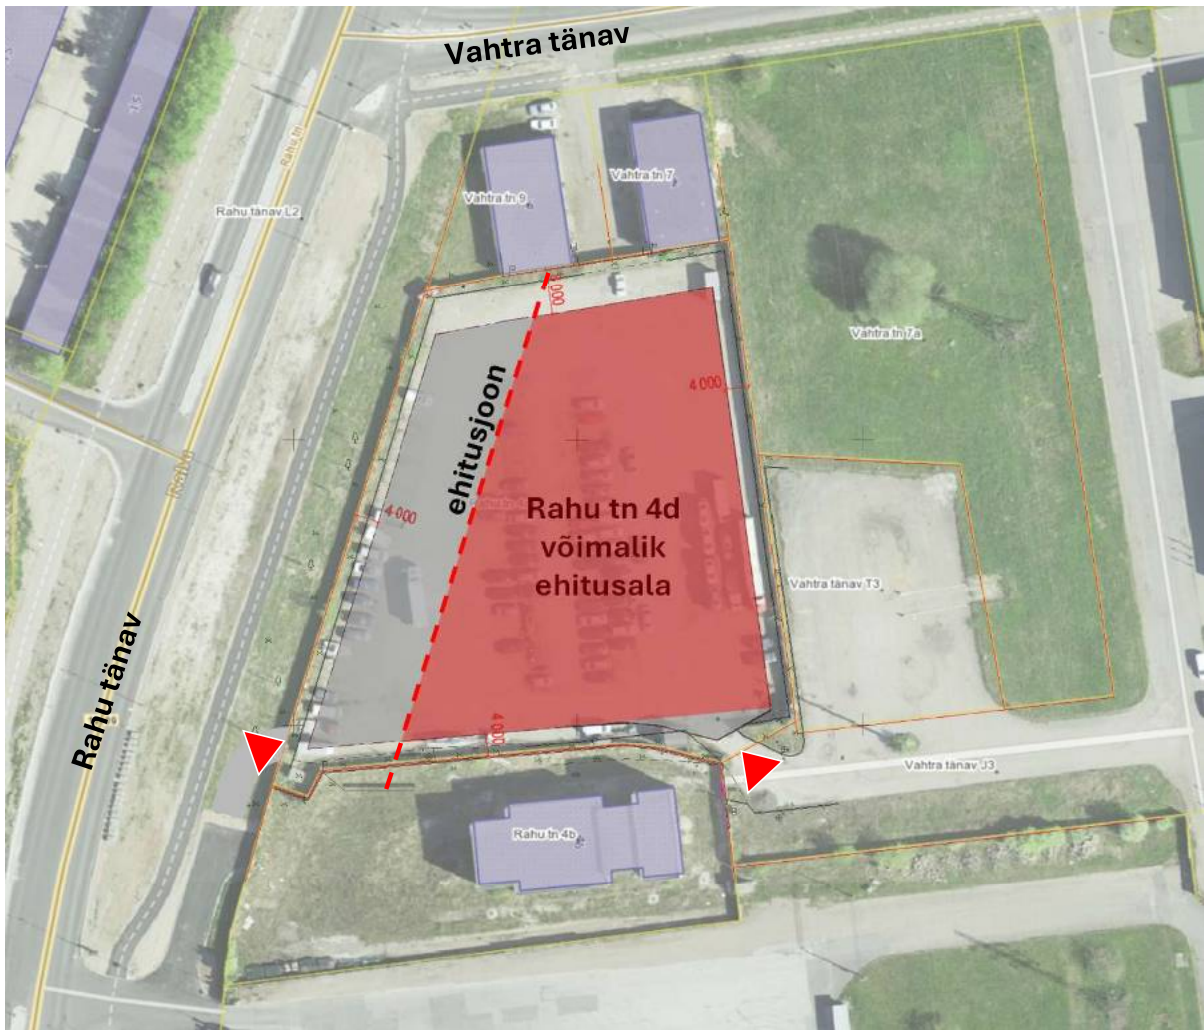 Vahtra tänav
Rahu tn
Vahtra tn 7
Vahtra tn 9
Rahu tänav L2
4 000
Vahtra tn 7a
4 000
ehitusjoon
4 000
Rahu tn 4d
võimalik
ehitusala
Vahtra tänav T3
Rahu tänav
4 000
Vahtra tänav J3
Rahu tn 4b